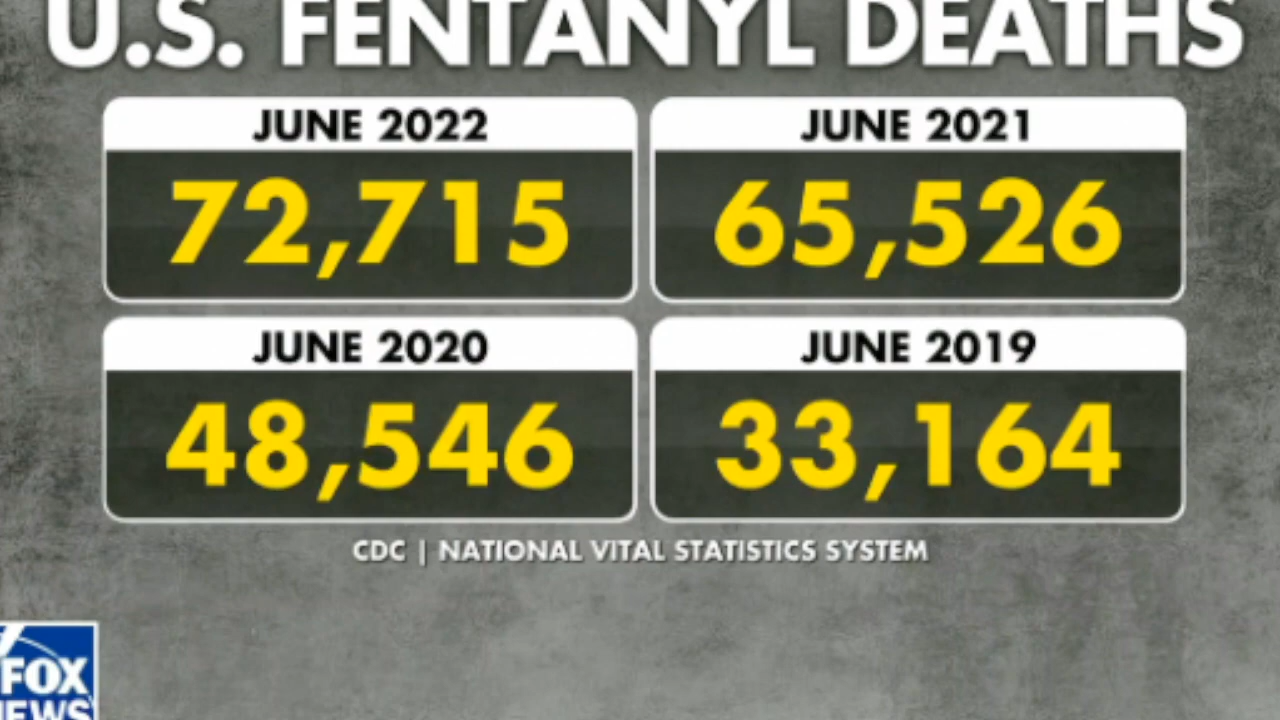 U.S. FENTANYL DEATHS
JUNE 2022
72,715
JUNE 2021
65,526
JUNE 2020
48,546
JUNE 2019
33,164
CDC | NATIONAL VITAL STATISTICS SYSTEM
FOX
NEWS